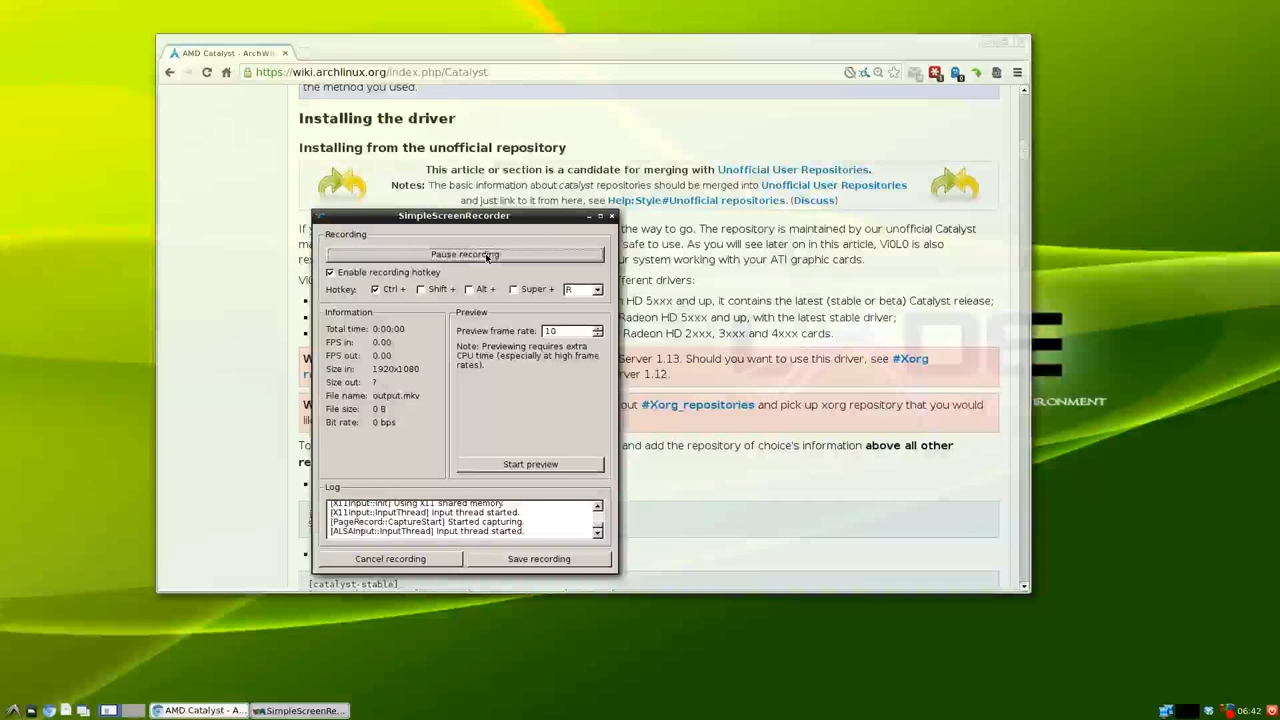 AMD Catalyst - ArchWi
https://wiki.archlinux.org/index.php/Catalyst
the method you used.
Installing the driver
Installing from the unofficial repository
This article or section is a candidate for merging with Unofficial User Repositories.
Notes: The basic information about catalyst repositories should be merged into Unofficial User Repositories
and just link to it from here, see Help:Style#Unofficial repositories. (Discuss)
the way to go. The repository is maintained by our unofficial Catalyst
safe to use. As you will see later on in this article, Vi0L0 is also
r system working with your ATI graphic cards.
fferent drivers:
HD 5xxx and up, it contains the latest (stable or beta) Catalyst release;
Radeon HD 5xxx and up, with the latest stable driver;
Radeon HD 2xxx, 3xxx and 4xxx cards.
Server 1.13. Should you want to use this driver, see #Xorg
erver 1.12.
out #Xorg_repositories and pick up xorg repository that you would
and add the repository of choice's information above all other
[catalyst-stable]
SimpleScreenRecorder
Recording
Pause recording
Enable recording hotkey
Hotkey: Ctrl + Shift + Alt + Super + R
Information
Total time: 0:00:00
FPS in: 0.00
FPS out: 0.00
Size in: 1920x1080
Size out: ?
File name: output.mkv
File size: 0 B
Bit rate: 0 bps
Preview
Preview frame rate: 10
Note: Previewing requires extra
CPU time (especially at high frame
rates).
Start preview
Log
[X11Input::Init] Using X11 shared memory.
[X11Input::InputThread] Input thread started.
[PageRecord::CaptureStart] Started capturing.
[ALSAInput::InputThread] Input thread started.
Cancel recording
Save recording
AMD Catalyst - A...
SimpleScreenRe...
06:42